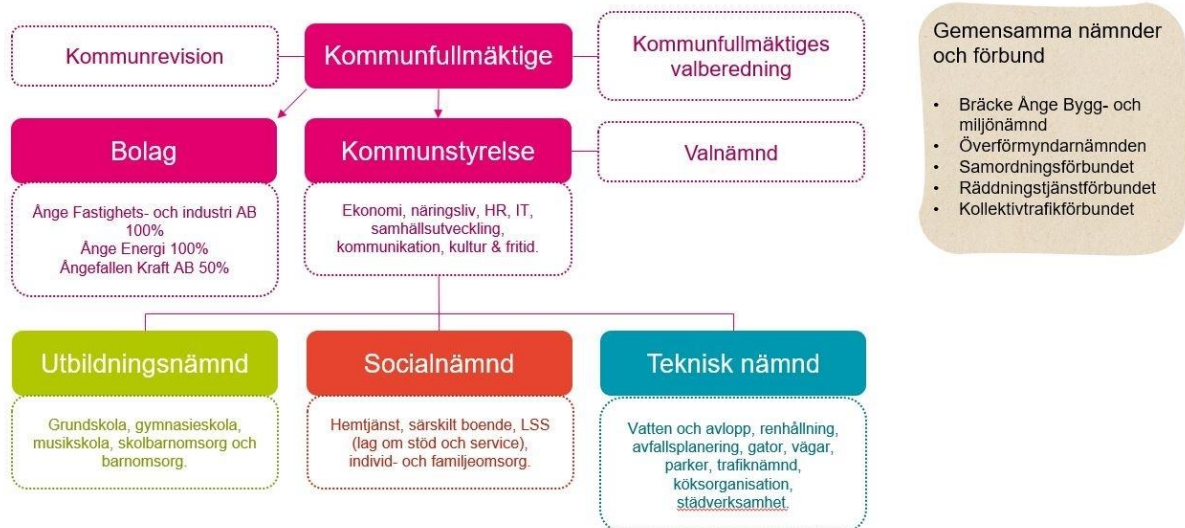 Kommunrevision
Kommunfullmäktige
Kommunfullmäktiges
valberedning
Bolag
Kommunstyrelse
Valnämnd
Ånge Fastighets- och industri AB
100%
Ånge Energi 100%
Ångefallen Kraft AB 50%
Ekonomi, näringsliv, HR, IT,
samhällsutveckling,
kommunikation, kultur & fritid.
Utbildningsnämnd
Socialnämnd
Teknisk nämnd
Grundskola, gymnasieskola,
musikskola, skolbarnomsorg och
barnomsorg.
Hemtjänst, särskilt boende, LSS
(lag om stöd och service),
individ- och familjeomsorg.
Vatten och avlopp, renhållning,
avfallsplanering, gator, vägar,
parker, trafiknämnd,
köksorganisation,
städverksamhet.
Gemensamma nämnder
och förbund
• Bräcke Ånge Bygg- och
miljönämnd
• Överförmyndarnämnden
• Samordningsförbundet
• Räddningstjänstförbundet
• Kollektivtrafikförbundet